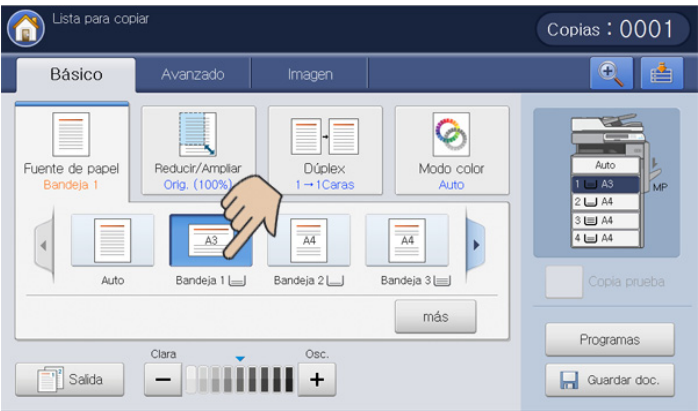 Lista para copiar
Copias : 0001
Básico
Avanzado
Imagen
Fuente de papel
Bandeja 1
Reducir/Ampliar
Orig. (100%)
Dúplex
1→1Caras
Modo color
Auto
Auto
A3
Bandeja 1
A4
Bandeja 2
A4
Bandeja 3
más
Auto
1 A3
2 A4
3 A4
4 A4
MP
Copia prueba
Programas
Guardar doc.
Salida
Clara
Osc.